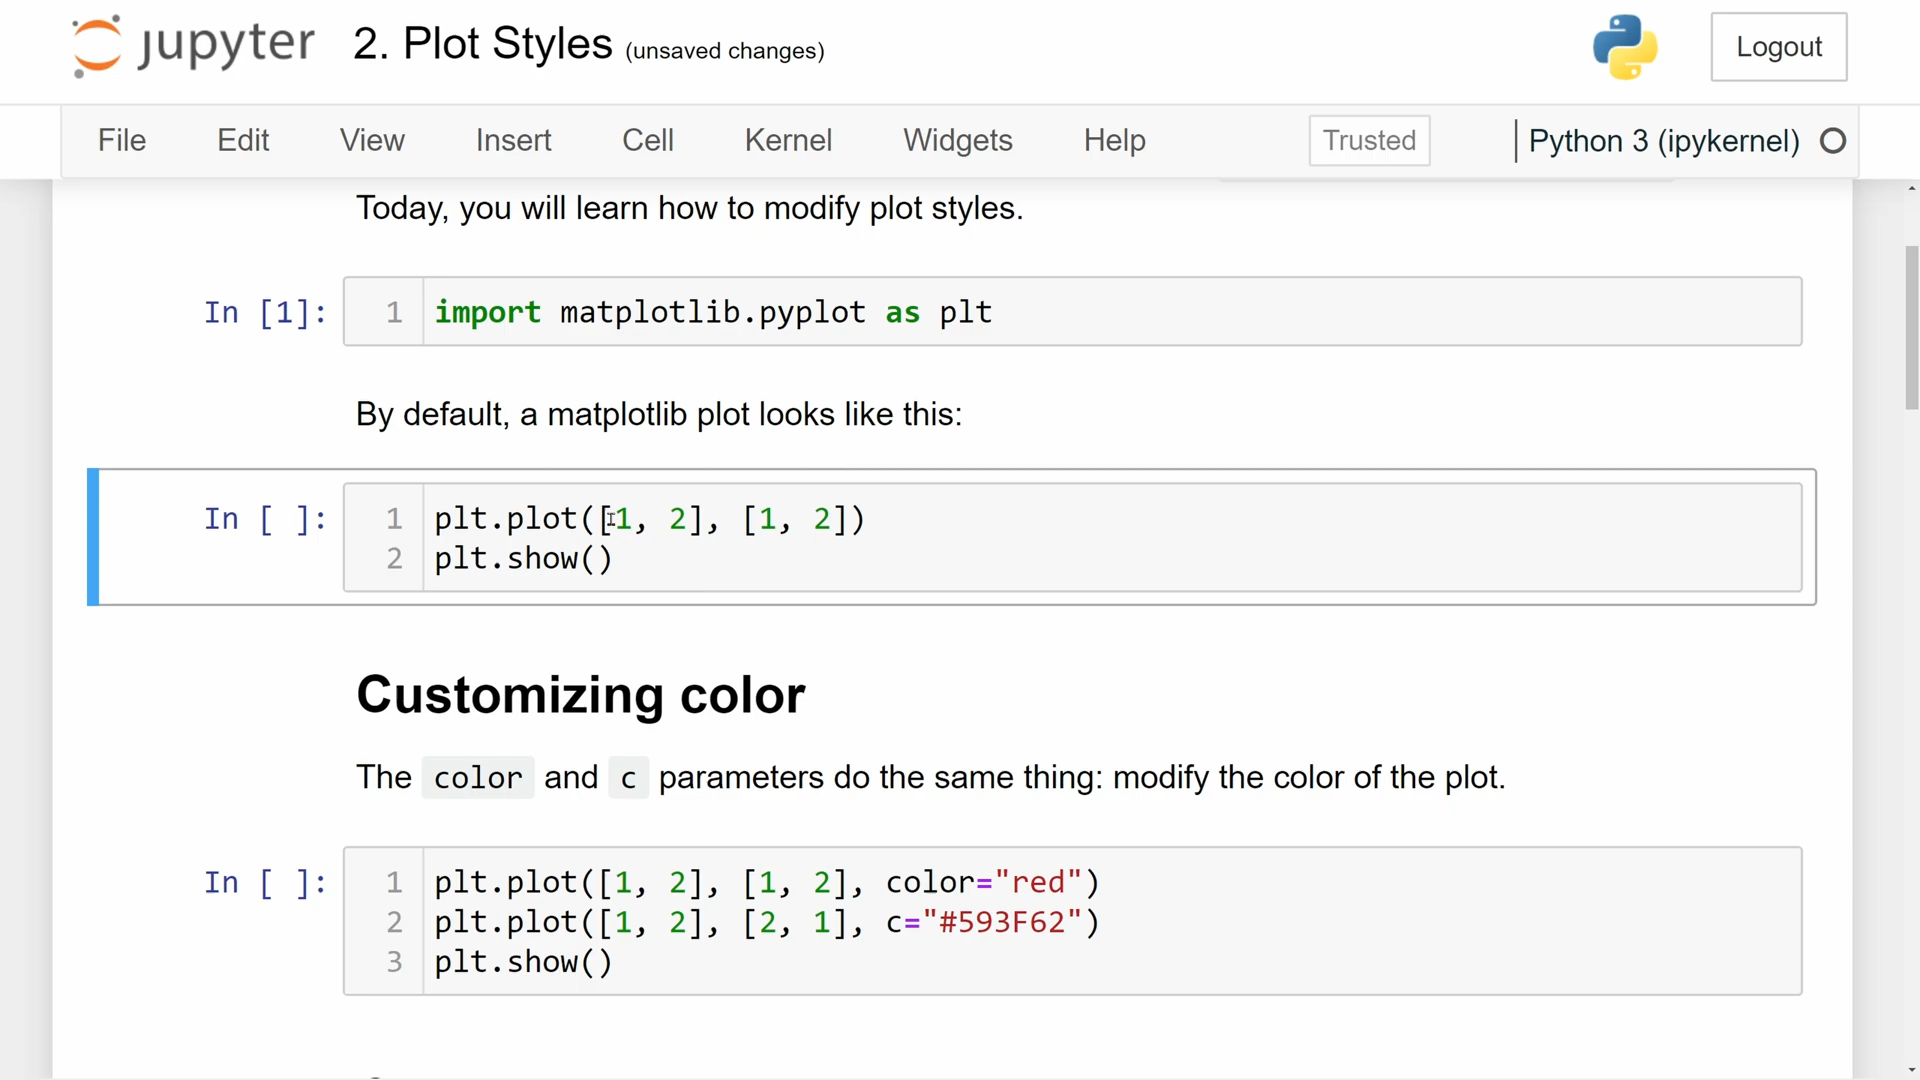 jupyter 2. Plot Styles (unsaved changes) Logout
File Edit View Insert Cell Kernel Widgets Help Trusted Python 3 (ipykernel)
Today, you will learn how to modify plot styles.
In [1]: 1 import matplotlib.pyplot as plt
By default, a matplotlib plot looks like this:
In [ ]: 1 plt.plot([1, 2], [1, 2])
2 plt.show()
Customizing color
The color and c parameters do the same thing: modify the color of the plot.
In [ ]: 1 plt.plot([1, 2], [1, 2], color="red")
2 plt.plot([1, 2], [2, 1], c="#593F62")
3 plt.show()